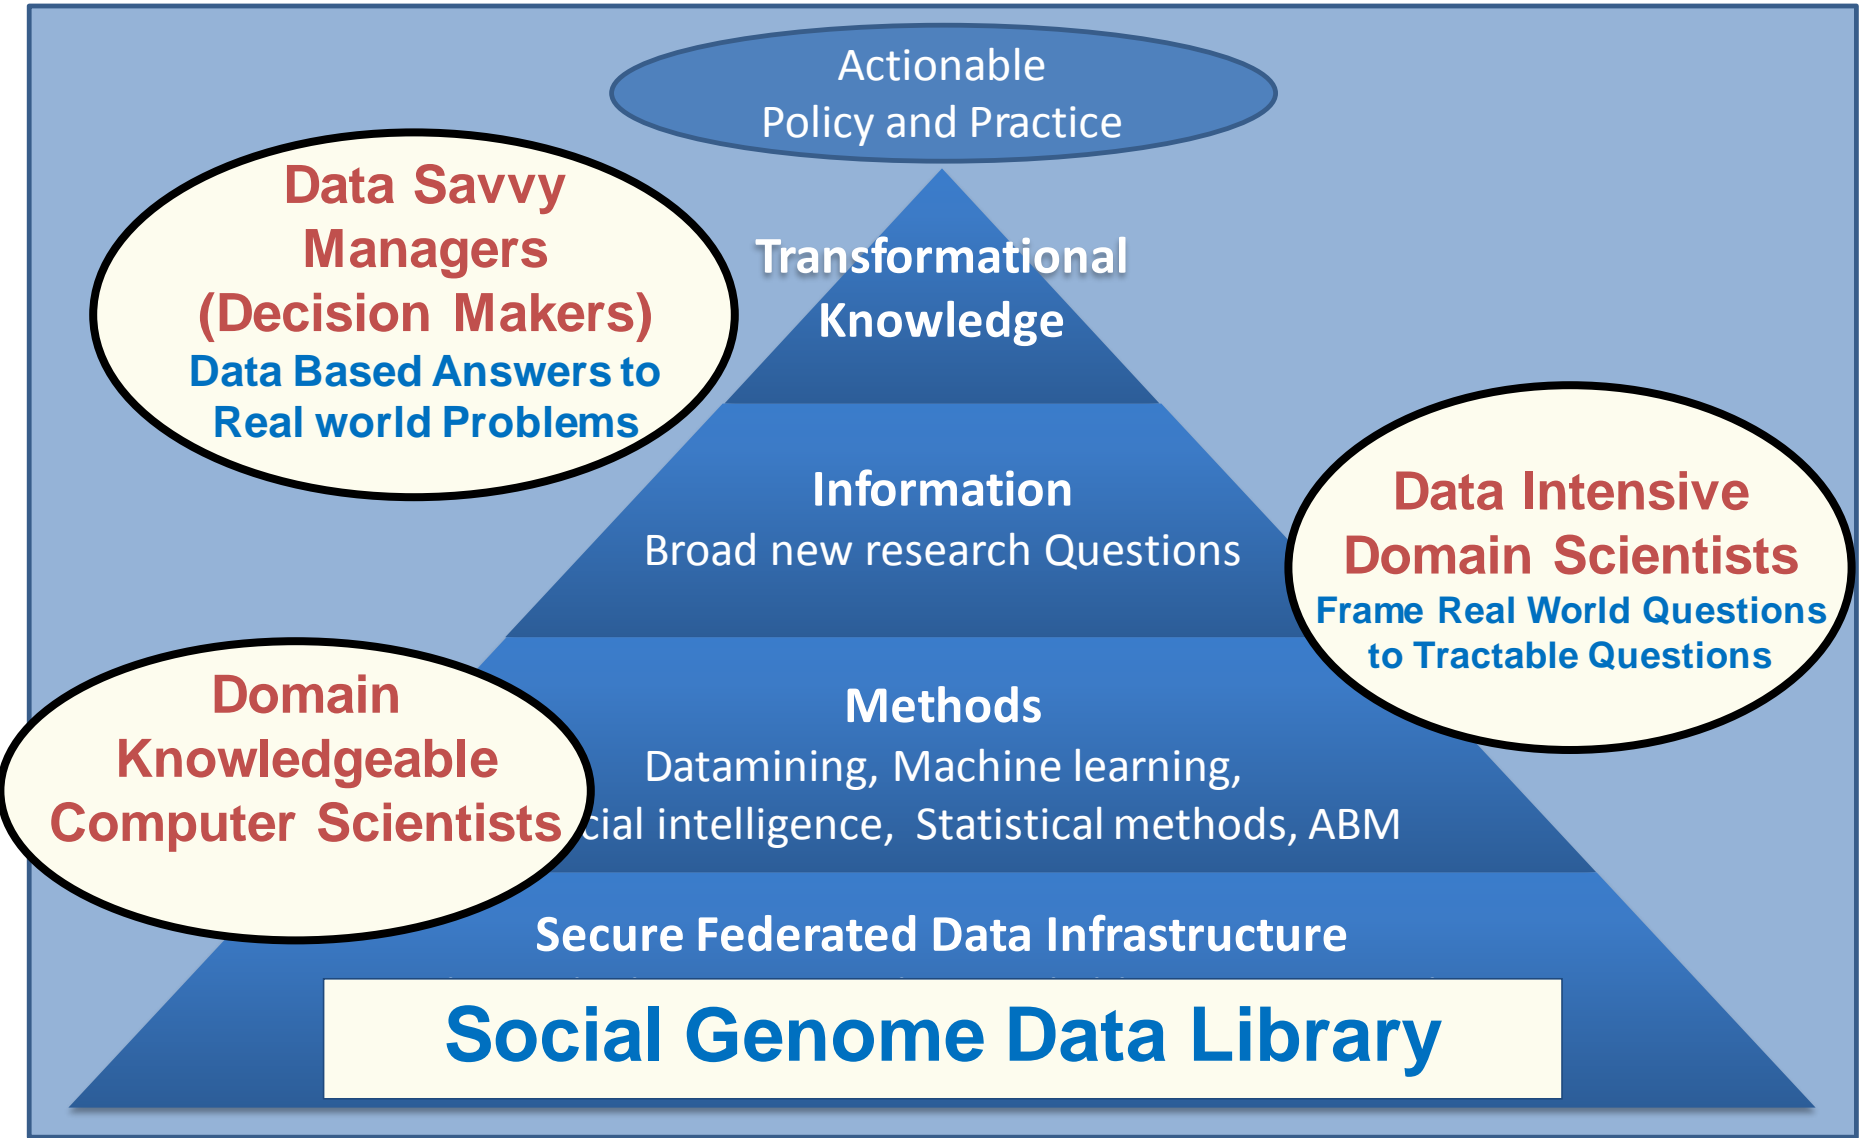 Actionable
Policy and Practice
Data Savvy
Managers
(Decision Makers)
Data Based Answers to
Real world Problems
Transformational
Knowledge
Information
Broad new research Questions
Data Intensive
Domain Scientists
Frame Real World Questions
to Tractable Questions
Domain
Knowledgeable
Computer Scientists
Methods
Datamining, Machine learning,
intelligence, Statistical methods, ABM
Secure Federated Data Infrastructure
Social Genome Data Library